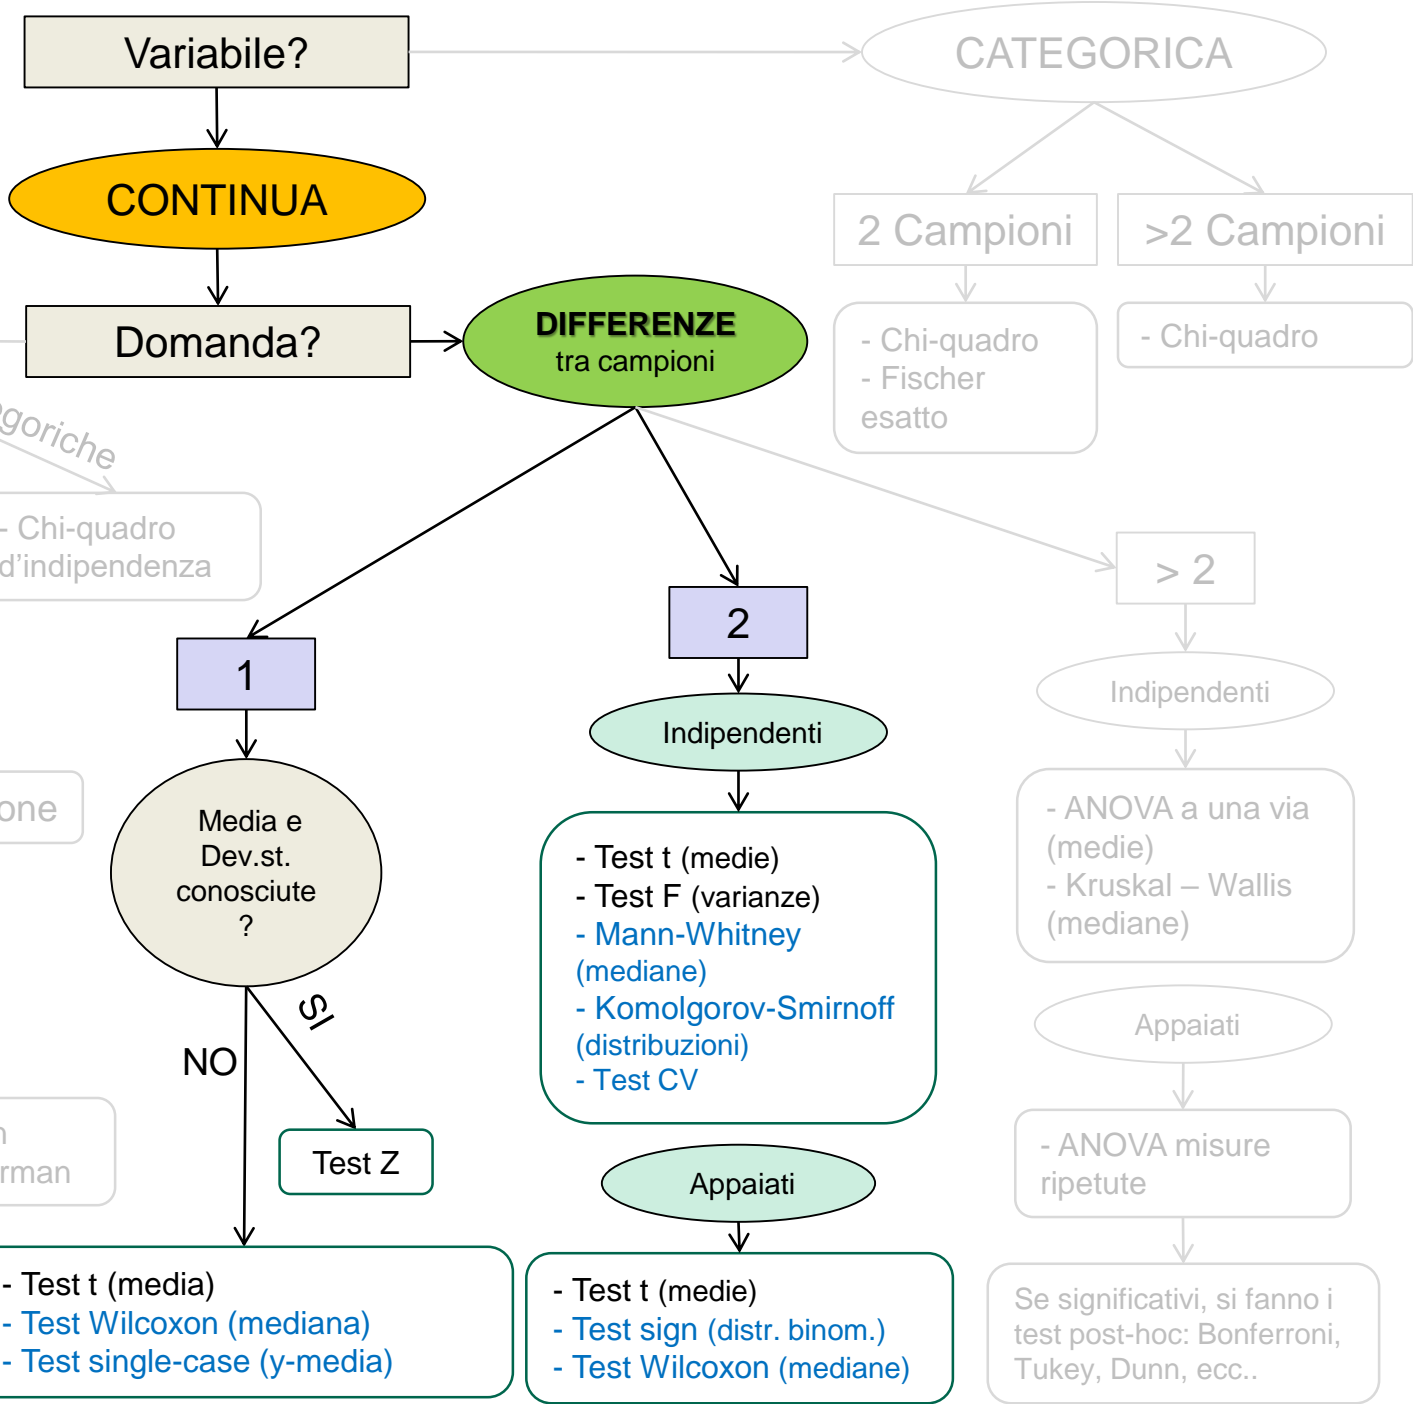 Variabile?
CATEGORICA
CONTINUA
2 Campioni
>2 Campioni
Domanda?
DIFFERENZE
tra campioni
- Chi-quadro
- Fischer
esatto
- Chi-quadro
- Chi-quadro
d'indipendenza
1
2
> 2
Indipendenti
Indipendenti
Media e
Dev.st.
conosciute
?
- Test t (medie)
- Test F (varianze)
- Mann-Whitney
(mediane)
- Komolgorov-Smirnoff
(distribuzioni)
- Test CV
- ANOVA a una via
(medie)
- Kruskal – Wallis
(mediane)
SI
NO
Test Z
Appaiati
Appaiati
- ANOVA misure
ripetute
- Test t (media)
- Test Wilcoxon (mediana)
- Test single-case (y-media)
- Test t (medie)
- Test sign (distr. binom.)
- Test Wilcoxon (mediane)
Se significativi, si fanno i
test post-hoc: Bonferroni,
Tukey, Dunn, ecc..